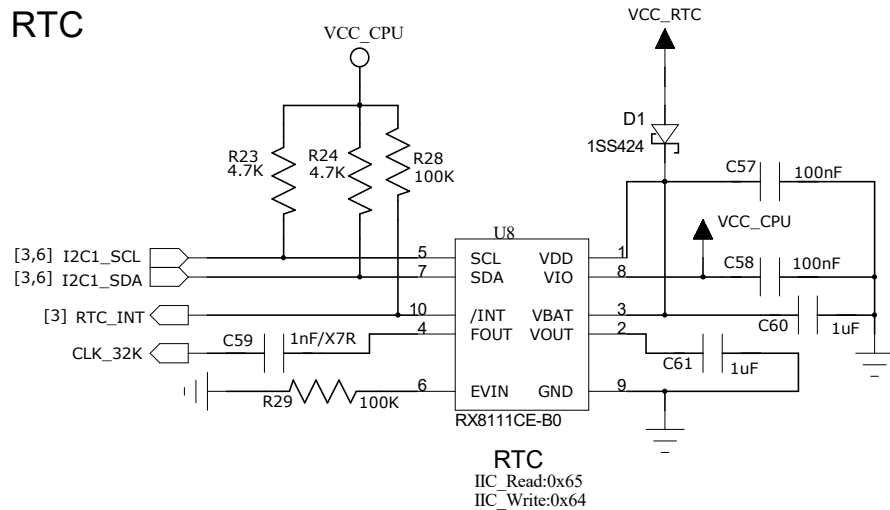 RTC
VCC_CPU
VCC_RTC
D1
1SS424
R23
4.7K
R24
4.7K
R28
100K
C57
100nF
VCC_CPU
C58
100nF
U8
[3,6] I2C1_SCL
5
SCL
VDD
1
[3,6] I2C1_SDA
7
SDA
VIO
8
[3] RTC_INT
10
/INT
VBAT
3
C60
1uF
CLK_32K
C59
1nF/X7R
4
FOUT
VOUT
2
C61
1uF
R29
100K
6
EVIN
GND
9
RX8111CE-B0
RTC
IIC_Read:0x65
IIC_Write:0x64